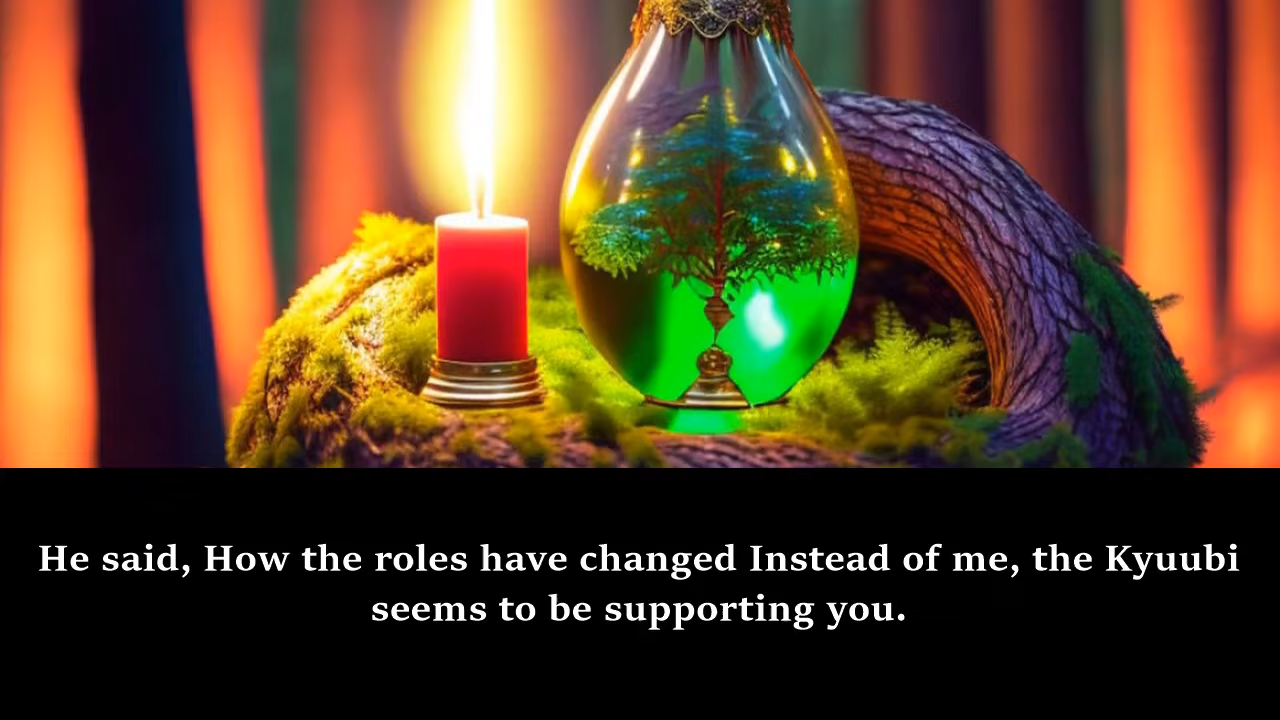 He said, How the roles have changed Instead of me, the Kyuubi
seems to be supporting you.